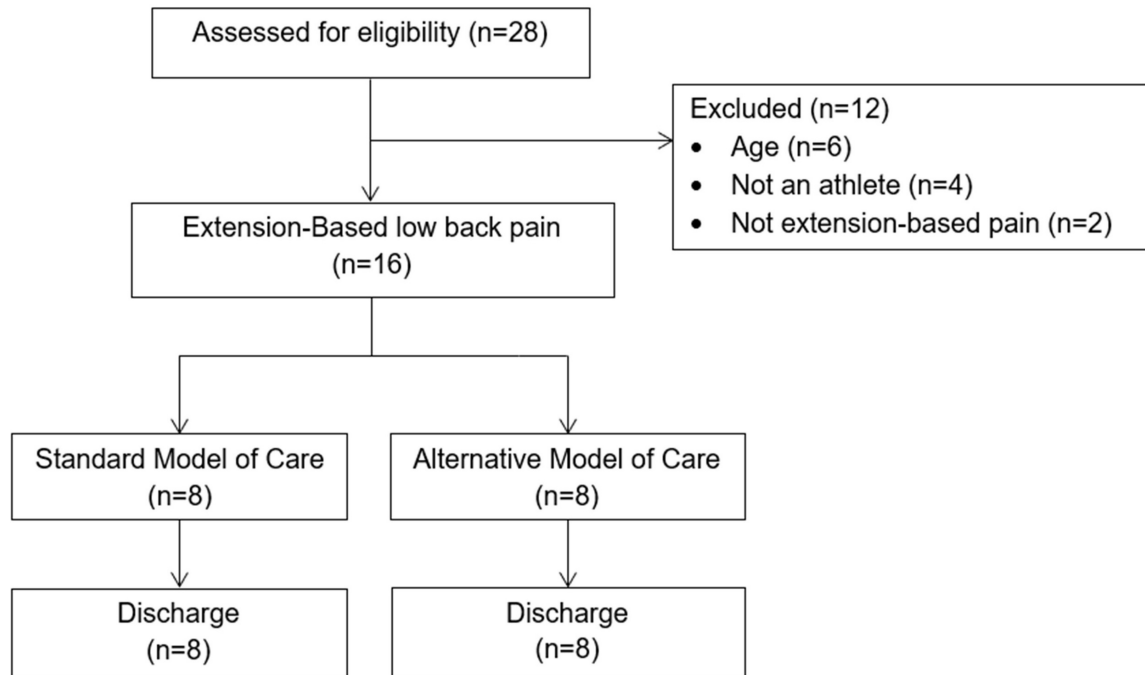 Assessed for eligibility (n=28)
Excluded (n=12)
• Age (n=6)
• Not an athlete (n=4)
• Not extension-based pain (n=2)
Extension-Based low back pain
(n=16)
Standard Model of Care
(n=8)
Alternative Model of Care
(n=8)
Discharge
(n=8)
Discharge
(n=8)